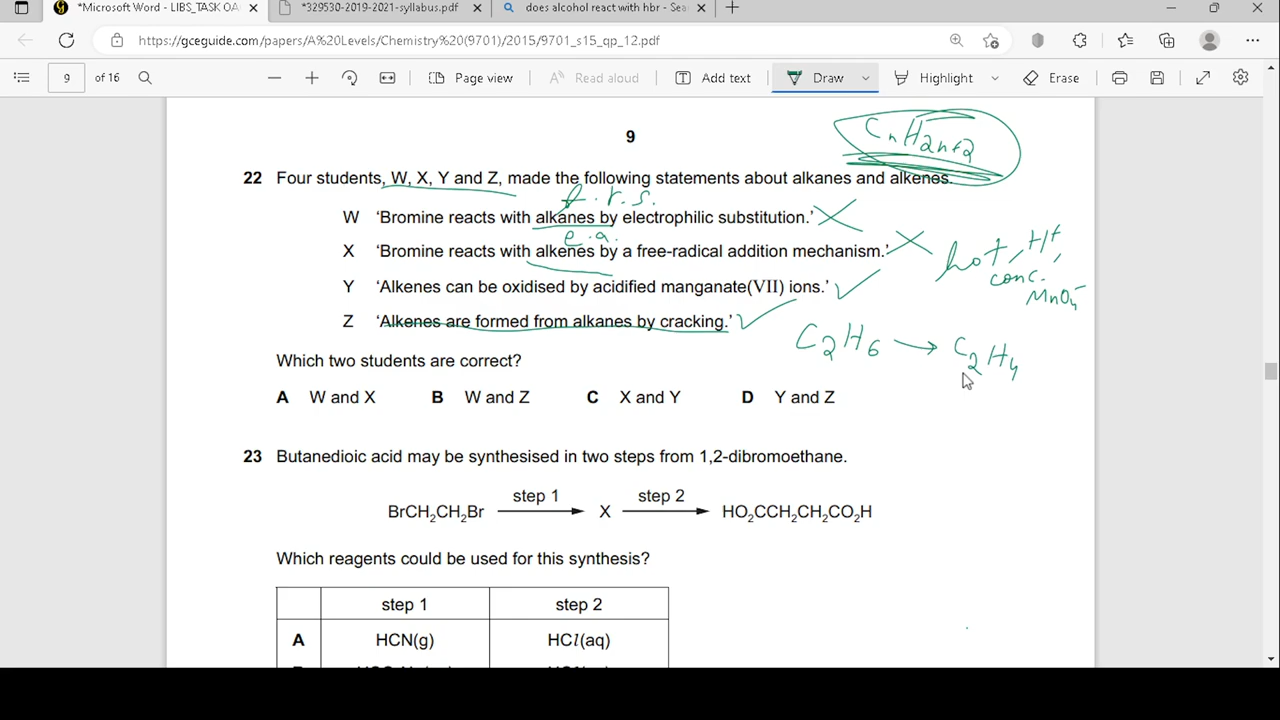 *Microsoft Word - LIBS_TASK OA
*329530-2019-2021-syllabus.pdf
does alcohol react with hbr - Sea
https://gceguide.com/papers/A%20Levels/Chemistry%20(9701)/2015/9701_s15_qp_12.pdf
9 of 16
Page view
Read aloud
Add text
Draw
Highlight
Erase
9
CnH2n+2
22 Four students, W, X, Y and Z, made the following statements about alkanes and alkenes.
f.r.s.
W 'Bromine reacts with alkanes by electrophilic substitution.'
e.a.
X 'Bromine reacts with alkenes by a free-radical addition mechanism.'
hot, H+,
conc.
MnO4-
Y 'Alkenes can be oxidised by acidified manganate(VII) ions.'
Z 'Alkenes are formed from alkanes by cracking.'
C2H6 → C2H4
Which two students are correct?
A W and X B W and Z C X and Y D Y and Z
23 Butanedioic acid may be synthesised in two steps from 1,2-dibromoethane.
step 1 step 2
BrCH2CH2Br X HO2CCH2CH2CO2H
Which reagents could be used for this synthesis?
step 1 step 2
A HCN(g) HCl(aq)